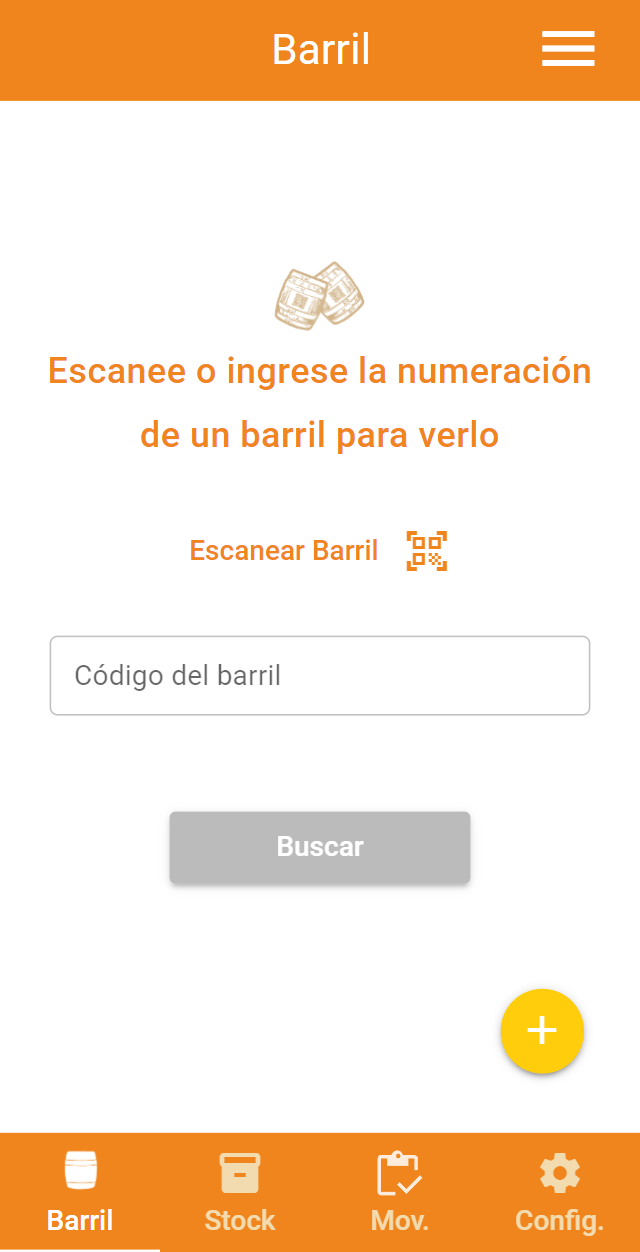 Barril
Escanee o ingrese la numeración
de un barril para verlo
Escanear Barril
Código del barril
Buscar
+
Barril
Stock
Mov.
Config.